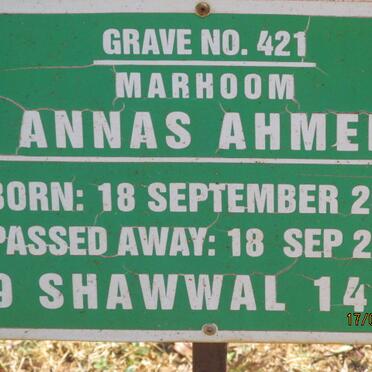 GRAVE NO. 421
MARHOOM
ANNAS AHME
BORN: 18 SEPTEMBER 2
PASSED AWAY: 18 SEP 2
9 SHAWWAL 14
17/